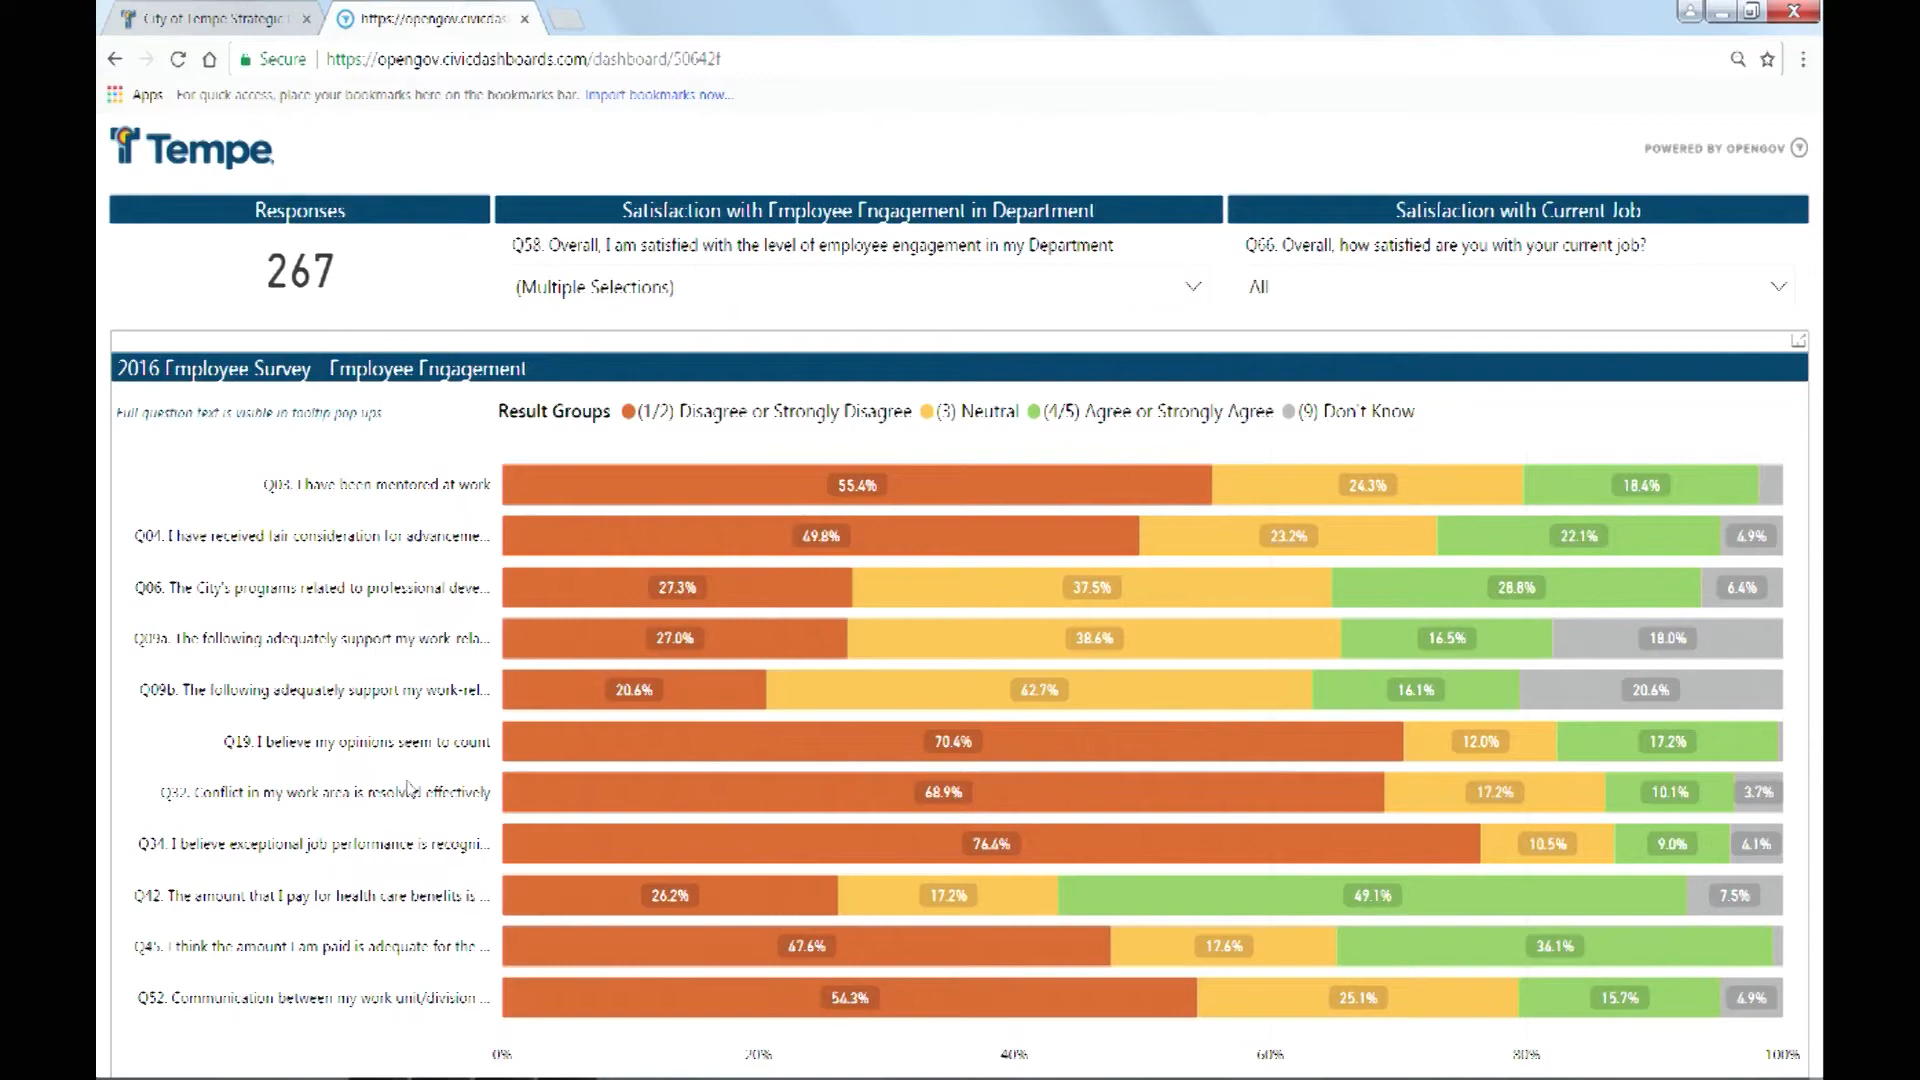 City of Tempe Strategic
https://opengov.civicdas
Secure https://opengov.civicdashboards.com/dashboard/50642f
Apps For quick access, place your bookmarks here on the bookmarks bar. Import bookmarks now...
Tempe
POWERED BY OPENGOV
Responses
Satisfaction with Employee Engagement in Department
Satisfaction with Current Job
267
Q58. Overall, I am satisfied with the level of employee engagement in my Department
Q66. Overall, how satisfied are you with your current job?
(Multiple Selections)
All
2016 Employee Survey Employee Engagement
Full question text is visible in tooltip pop ups
Result Groups (1/2) Disagree or Strongly Disagree (3) Neutral (4/5) Agree or Strongly Agree (9) Don't Know
Q03. I have been mentored at work 55.4% 24.3% 18.4%
Q04. I have received fair consideration for advanceme... 49.8% 23.2% 22.1% 4.9%
Q06. The City's programs related to professional deve... 27.3% 37.5% 28.8% 6.4%
Q09a. The following adequately support my work rela... 27.0% 38.6% 16.5% 18.0%
Q09b. The following adequately support my work-rel... 20.6% 42.7% 16.1% 20.6%
Q19. I believe my opinions seem to count 70.4% 12.0% 17.2%
Q32. Conflict in my work area is resolved effectively 68.9% 17.2% 10.1% 3.7%
Q34. I believe exceptional job performance is recogni... 76.4% 10.5% 9.0% 4.1%
Q42. The amount that I pay for health care benefits is ... 26.2% 17.2% 49.1% 7.5%
Q45. I think the amount I am paid is adequate for the ... 47.6% 17.6% 34.1%
Q52. Communication between my work unit/division ... 54.3% 25.1% 15.7% 4.9%
0% 20% 40% 60% 80% 100%